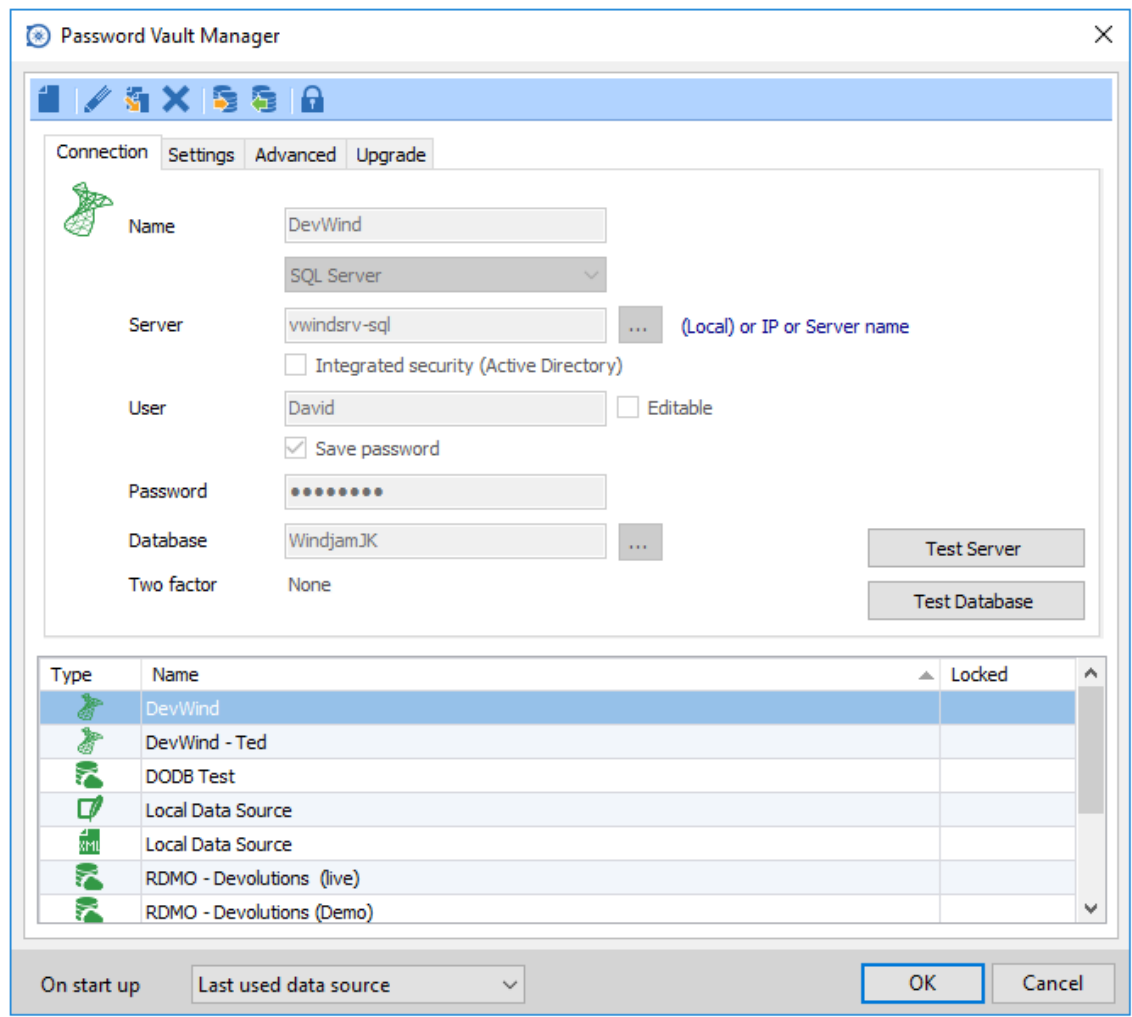 Password Vault Manager
Connection Settings Advanced Upgrade
Name DevWind
SQL Server
Server vwindsrv-sql ... (Local) or IP or Server name
Integrated security (Active Directory)
User David Editable
Save password
Password ●●●●●●●●
Database WindjamJK ...
Test Server
Two factor None
Test Database
Type Name Locked
DevWind
DevWind - Ted
DODB Test
Local Data Source
XML Local Data Source
RDMO - Devolutions (live)
RDMO - Devolutions (Demo)
On start up Last used data source OK Cancel